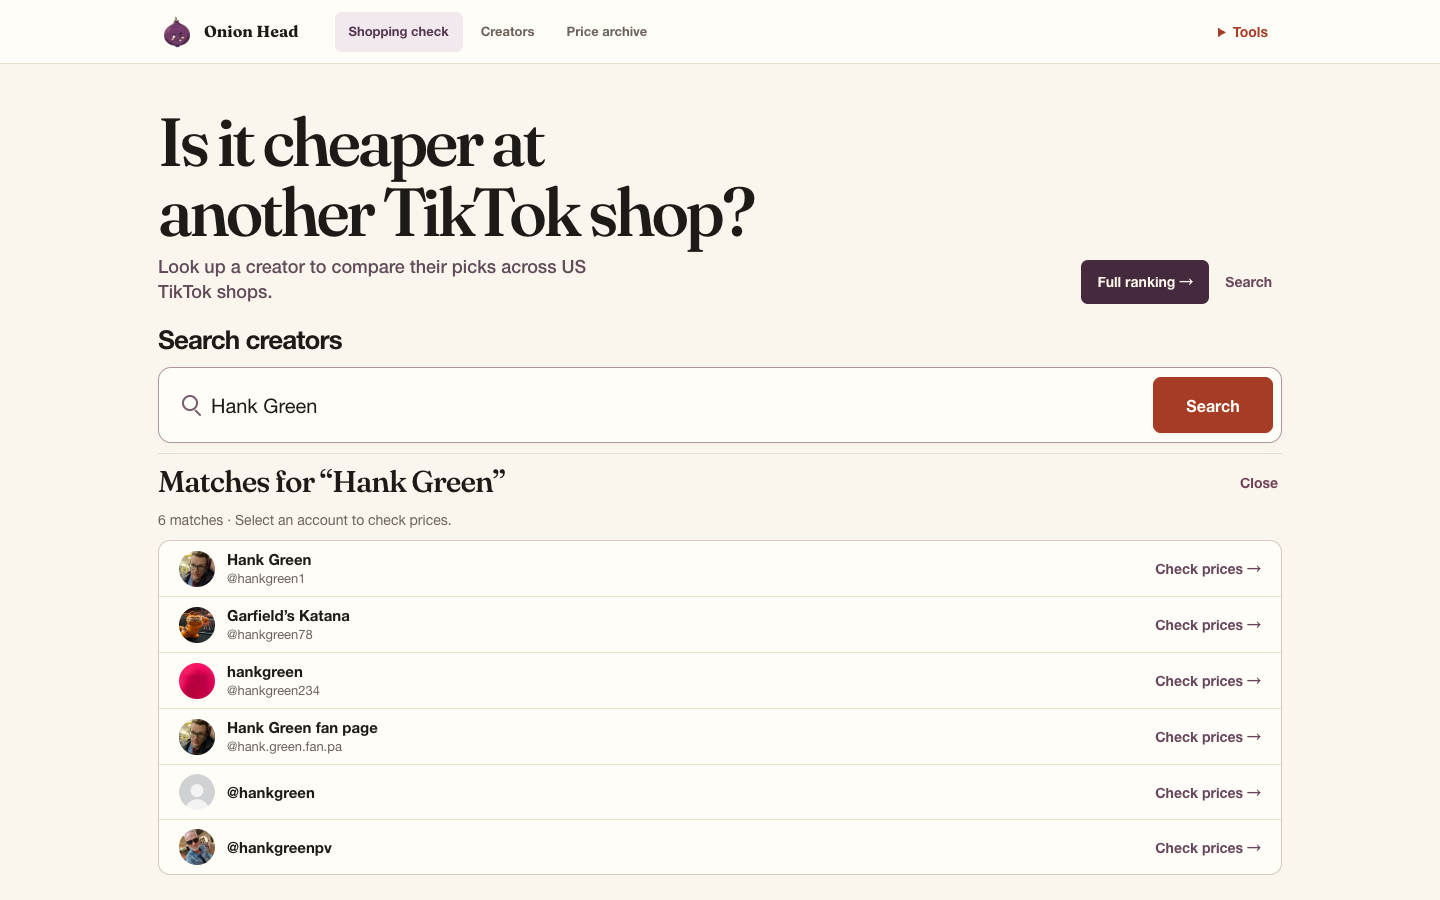 Onion Head
Shopping check
Creators
Price archive
▶ Tools
Is it cheaper at
another TikTok shop?
Look up a creator to compare their picks across US
TikTok shops.
Full ranking →
Search
Search creators
Hank Green
Search
Matches for “Hank Green”
Close
6 matches · Select an account to check prices.
Hank Green
@hankgreen1
Check prices →
Garfield’s Katana
@hankgreen78
Check prices →
hankgreen
@hankgreen234
Check prices →
Hank Green fan page
@hank.green.fan.pa
Check prices →
@hankgreen
Check prices →
@hankgreenpv
Check prices →